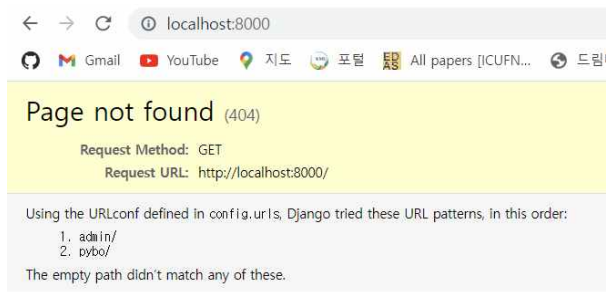 localhost:8000
Gmail YouTube 지도 포털 EDAS All papers [ICUFN... 드림
Page not found (404)
Request Method: GET
Request URL: http://localhost:8000/
Using the URLconf defined in config.urls, Django tried these URL patterns, in this order:
1. admin/
2. pybo/
The empty path didn't match any of these.